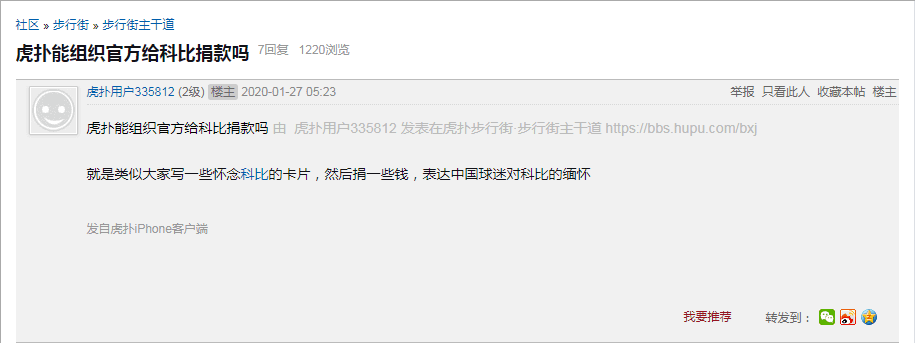 社区 » 步行街 » 步行街主干道
虎扑能组织官方给科比捐款吗 7回复 1220浏览
虎扑用户335812 (2级) 楼主 2020-01-27 05:23 举报 只看此人 收藏本帖 楼主
虎扑能组织官方给科比捐款吗 由 虎扑用户335812 发表在虎扑步行街·步行街主干道 https://bbs.hupu.com/bxj
就是类似大家写一些怀念科比的卡片，然后捐一些钱，表达中国球迷对科比的缅怀
发自虎扑iPhone客户端
我要推荐 转发到：